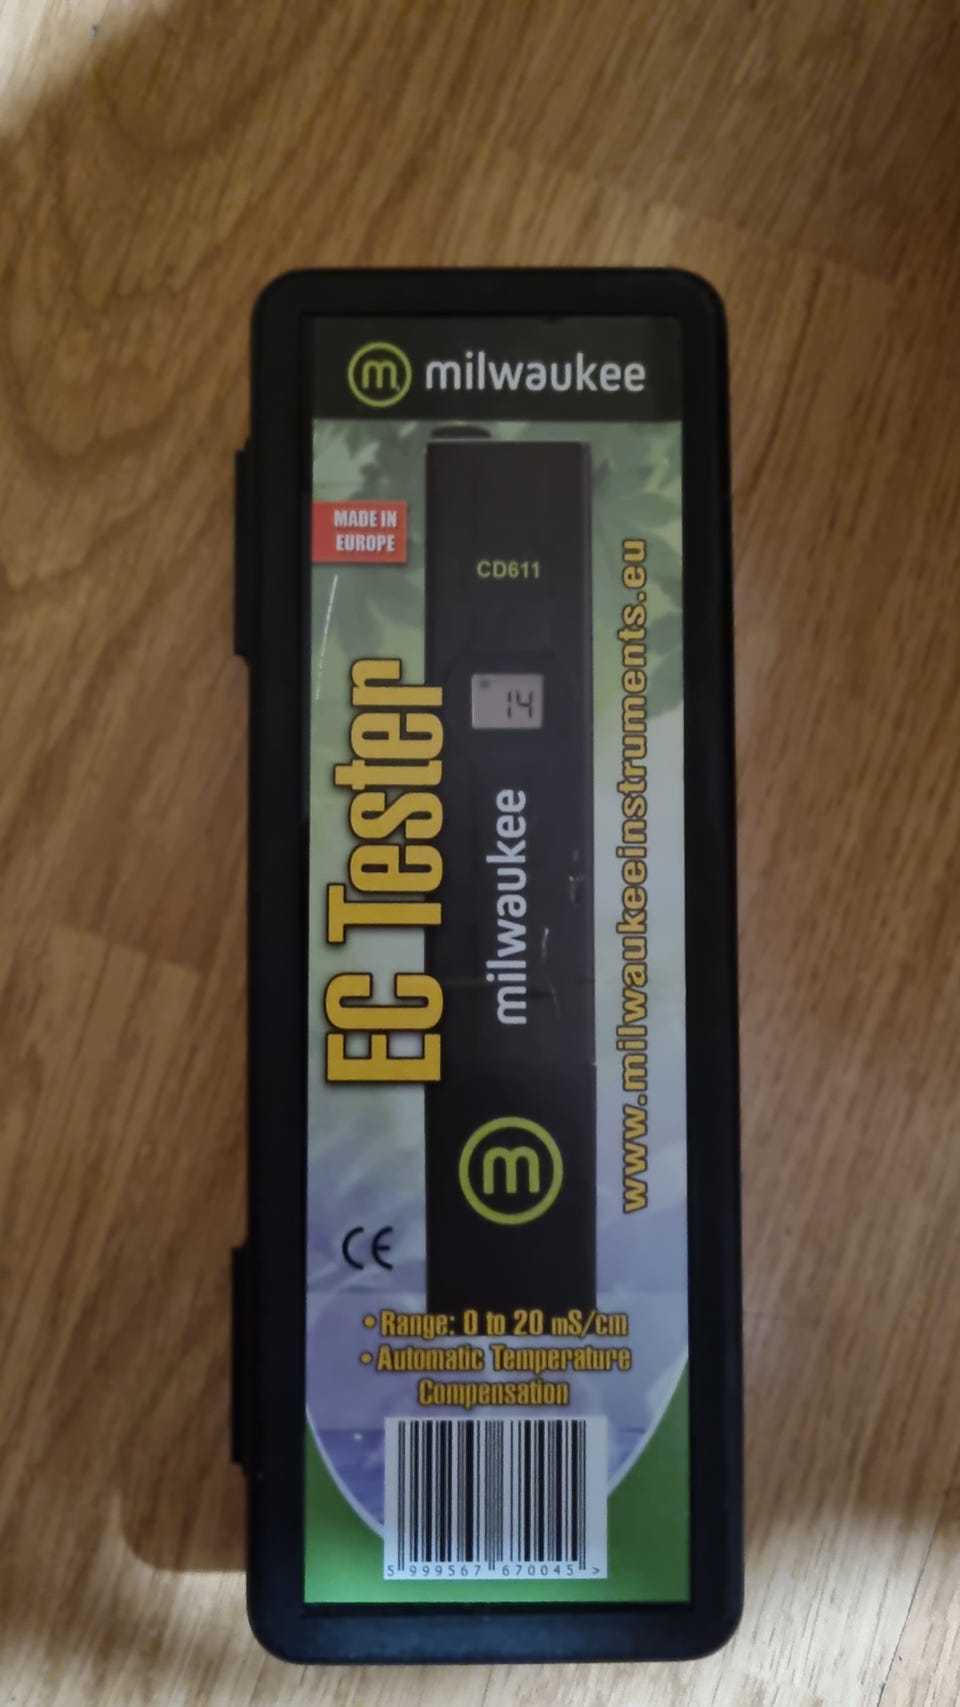 m milwaukee
MADE IN
EUROPE
CD611
14
EC Tester
milwaukee
m
www.milwaukeeinstruments.eu
CE
• Range: 0 to 20 mS/cm
• Automatic Temperature
Compensation
5 999567 670045 >